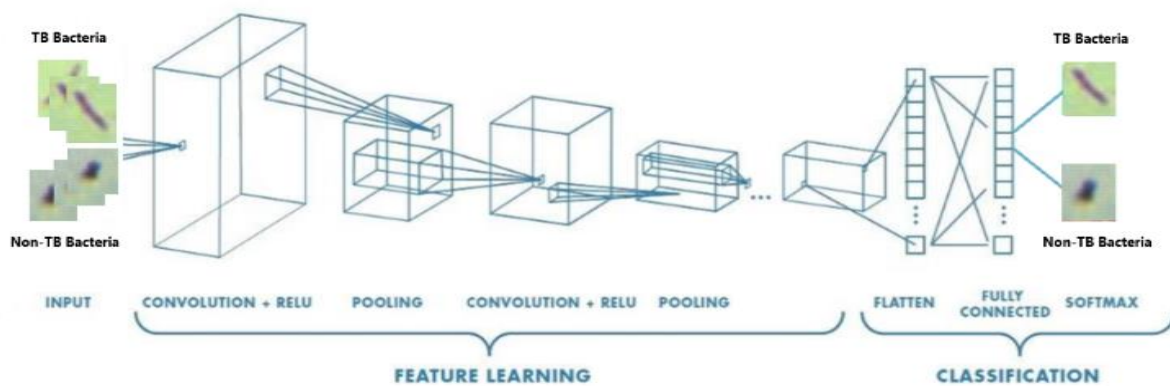 TB Bacteria
Non-TB Bacteria
TB Bacteria
Non-TB Bacteria
INPUT
CONVOLUTION + RELU
POOLING
CONVOLUTION + RELU
POOLING
FLATTEN
FULLY
CONNECTED
SOFTMAX
FEATURE LEARNING
CLASSIFICATION